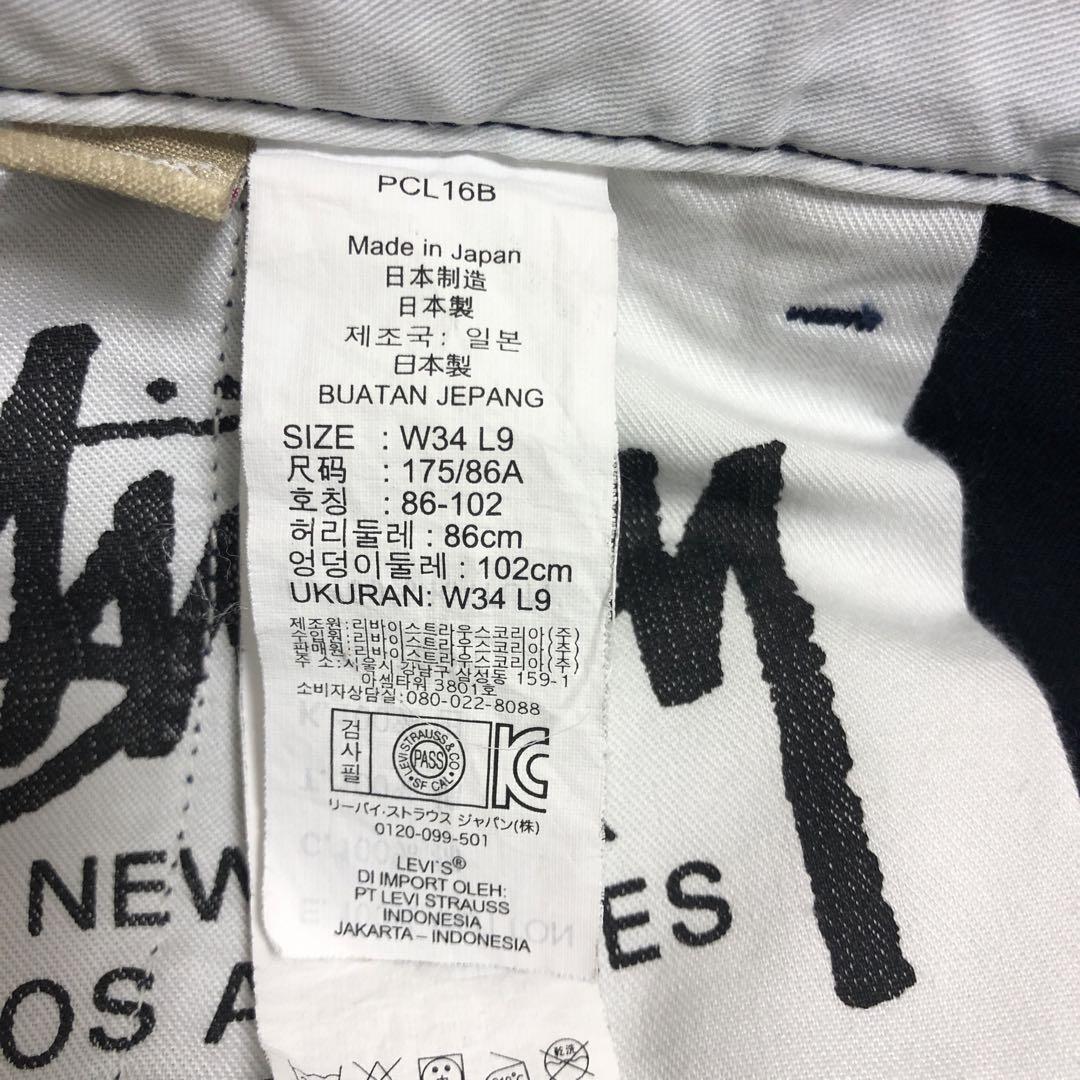 PCL16B
Made in Japan
日本制造
日本製
제조국: 일본
日本製
BUATAN JEPANG
SIZE : W34 L9
尺码 : 175/86A
호칭 : 86-102
허리둘레 : 86cm
엉덩이둘레 : 102cm
UKURAN: W34 L9
제조원:리바이스트라우스코리아(주)
수입원:리바이스트라우스코리아(주)
판매원:리바이스트라우스코리아(주)
주 소:서울시 강남구 삼성동 159-1
아셈타워 3801호
소비자상담실:080-022-8088
검사필
LEVI STRAUSS & CO
PASS
SF CAL
KC
リーバイ・ストラウス ジャパン(株)
0120-099-501
LEVI'S®
DI IMPORT OLEH:
PT LEVI STRAUSS
INDONESIA
JAKARTA – INDONESIA
NEW
ES
OS A
乾洗